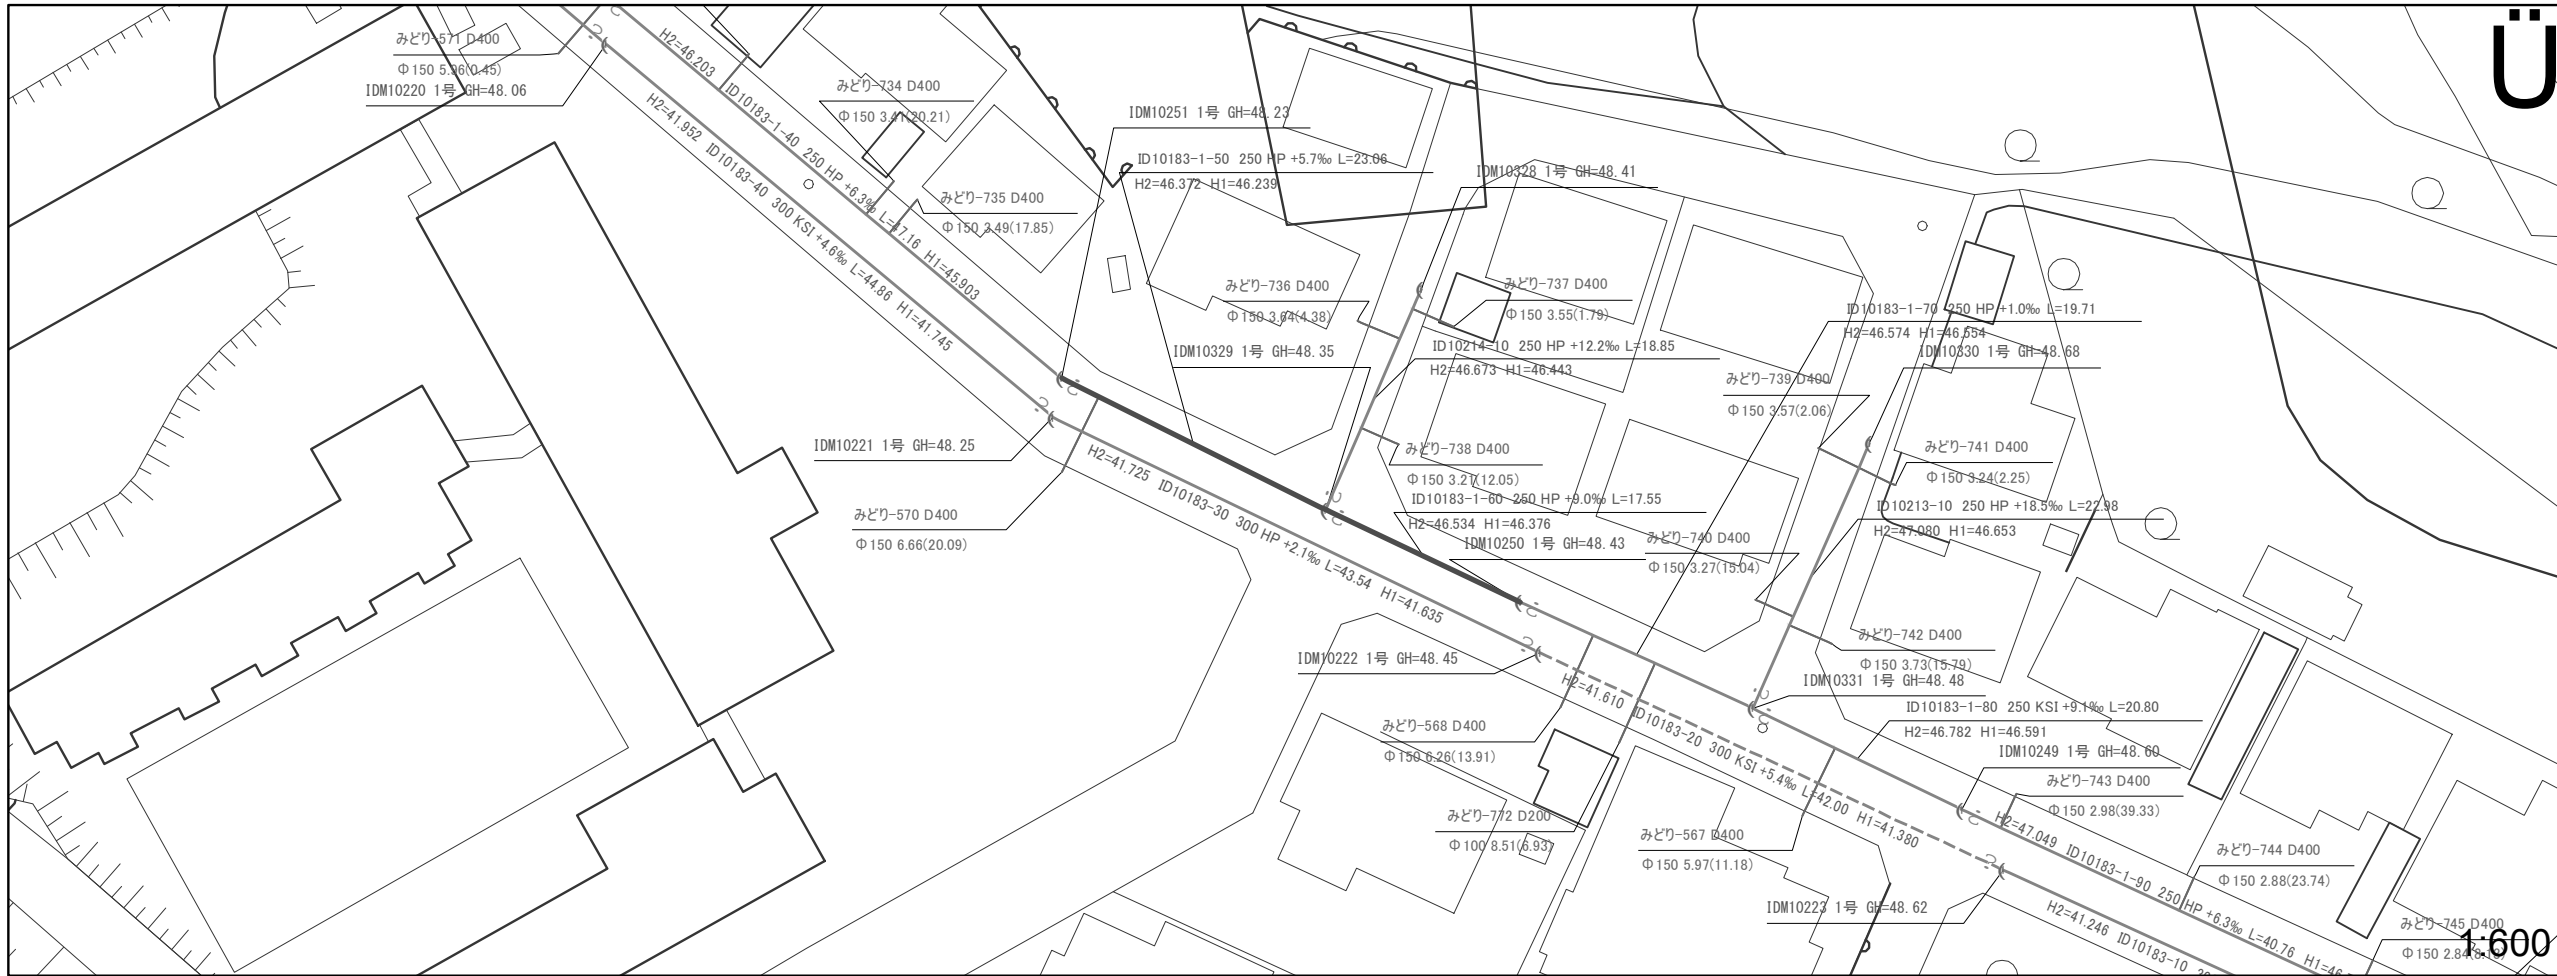 みどり-571 D400
Φ150 5.96(0.45)
IDM10220 1号 GH=48.06
H2=46.203 ID10183-1-40 250 HP +6.3‰ L=47.16 H1=45.903
H2=41.952 ID10183-40 300 KSI +4.6‰ L=44.86 H1=41.745
みどり-734 D400
Φ150 3.41(20.21)
みどり-735 D400
Φ150 3.49(17.85)
IDM10251 1号 GH=48.23
ID10183-1-50 250 HP +5.7‰ L=23.06
H2=46.372 H1=46.239
IDM10328 1号 GH=48.41
Ü
みどり-736 D400
Φ150 3.64(4.38)
みどり-737 D400
Φ150 3.55(1.79)
IDM10329 1号 GH=48.35
ID10214-10 250 HP +12.2‰ L=18.85
H2=46.673 H1=46.443
ID10183-1-70 250 HP +1.0‰ L=19.71
H2=46.574 H1=46.554
IDM10330 1号 GH=48.68
みどり-739 D400
Φ150 3.57(2.06)
IDM10221 1号 GH=48.25
みどり-738 D400
Φ150 3.27(12.05)
みどり-741 D400
Φ150 3.24(2.25)
H2=41.725 ID10183-30 300 HP +2.1‰ L=43.54 H1=41.635
ID10183-1-60 250 HP +9.0‰ L=17.55
H2=46.534 H1=46.376
ID10213-10 250 HP +18.5‰ L=22.98
H2=47.080 H1=46.653
みどり-570 D400
Φ150 6.66(20.09)
IDM10250 1号 GH=48.43
みどり-740 D400
Φ150 3.27(15.04)
IDM10222 1号 GH=48.45
みどり-742 D400
Φ150 3.73(15.79)
IDM10331 1号 GH=48.48
H2=41.610 ID10183-20 300 KSI +5.4‰ L=42.00 H1=41.380
ID10183-1-80 250 KSI +9.1‰ L=20.80
H2=46.782 H1=46.591
みどり-568 D400
Φ150 6.26(13.91)
IDM10249 1号 GH=48.60
みどり-743 D400
Φ150 2.98(39.33)
みどり-772 D200
Φ100 8.51(6.93)
みどり-567 D400
Φ150 5.97(11.18)
H2=47.049 ID10183-1-90 250 HP +6.3‰ L=40.76 H1=46.
みどり-744 D400
Φ150 2.88(23.74)
IDM10223 1号 GH=48.62
H2=41.246 ID10183-10
みどり-745 D400
Φ150 2.84
1:600